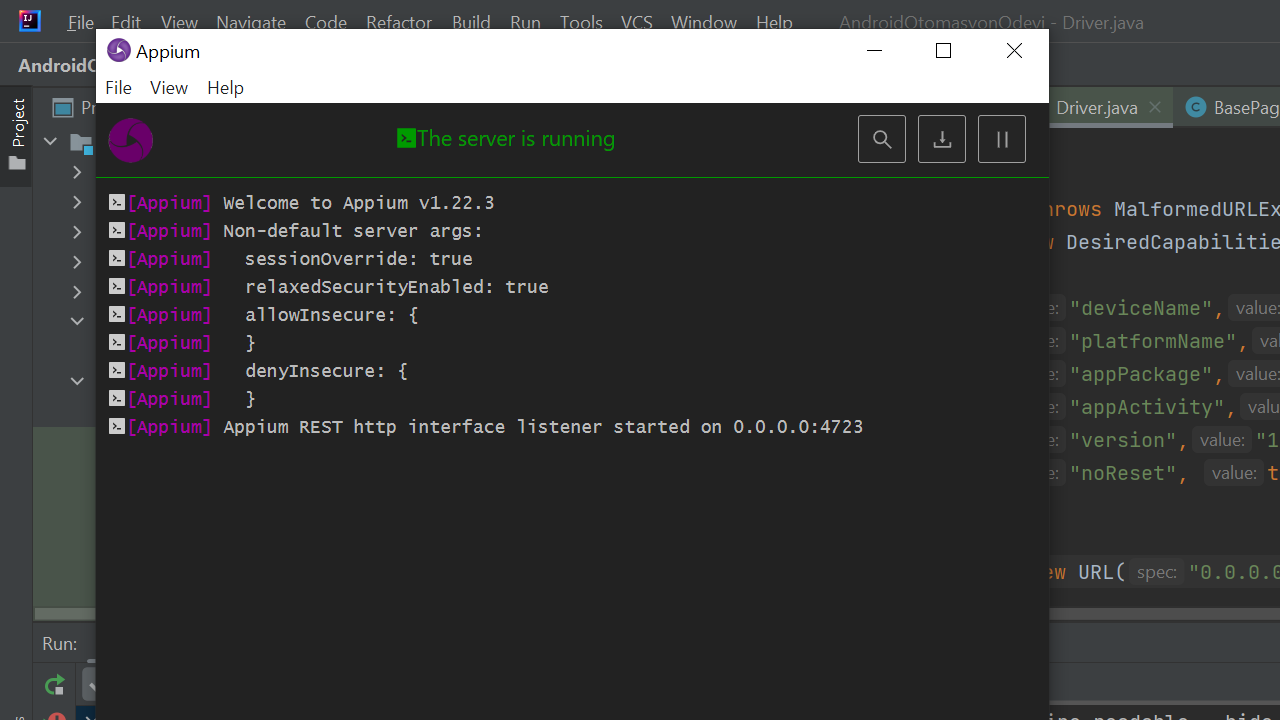 File Edit View Navigate Code Refactor Build Run Tools VCS Window Help AndroidOtomasyonOdevi - Driver.java
Appium
File View Help
The server is running
[Appium] Welcome to Appium v1.22.3
[Appium] Non-default server args:
[Appium] sessionOverride: true
[Appium] relaxedSecurityEnabled: true
[Appium] allowInsecure: {
[Appium] }
[Appium] denyInsecure: {
[Appium] }
[Appium] Appium REST http interface listener started on 0.0.0.0:4723
Project
Driver.java BasePag
hrows MalformedURLEx
DesiredCapabilitie
"deviceName", value:
"platformName",
"appPackage", value:
"appActivity", valu
"version", value: "1
"noReset", value: t
ew URL( spec: "0.0.0.0
Run: